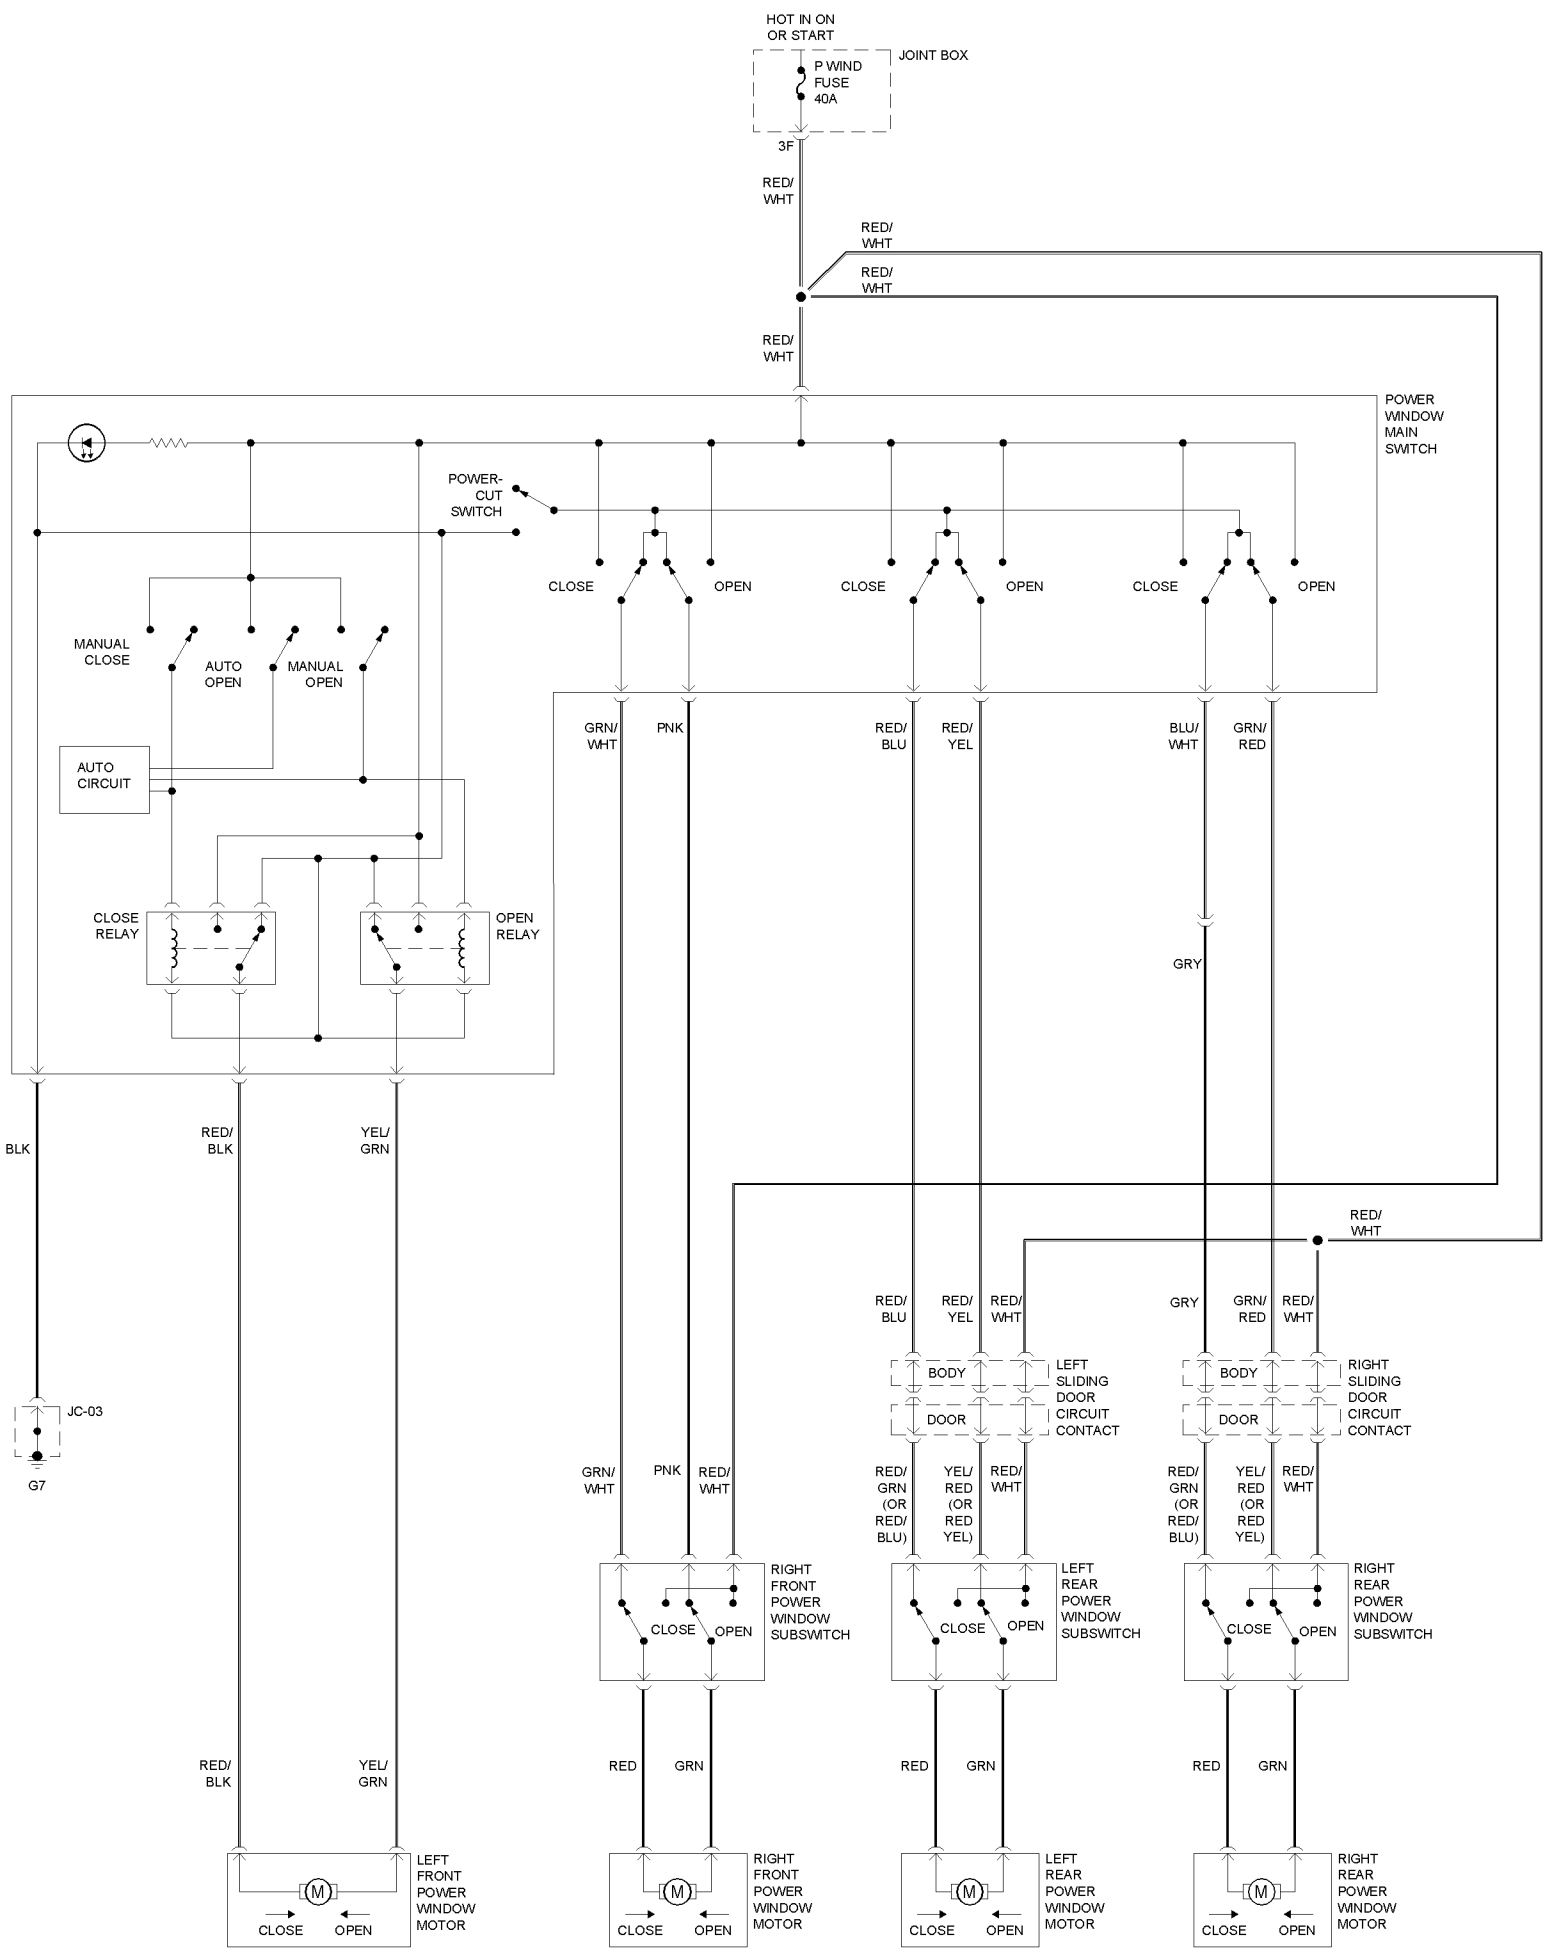 HOT IN ON
OR START
JOINT BOX
P WIND
FUSE
40A
3F
RED/
WHT
RED/
WHT
RED/
WHT
RED/
WHT
POWER
WINDOW
MAIN
SWITCH
POWER-
CUT
SWITCH
CLOSE
OPEN
CLOSE
OPEN
CLOSE
OPEN
MANUAL
CLOSE
AUTO
OPEN
MANUAL
OPEN
GRN/
WHT
PNK
RED/
BLU
RED/
YEL
BLU/
WHT
GRN/
RED
AUTO
CIRCUIT
CLOSE
RELAY
OPEN
RELAY
GRY
BLK
RED/
BLK
YEL/
GRN
RED/
WHT
RED/
BLU
RED/
YEL
RED/
WHT
GRY
GRN/
RED
RED/
WHT
BODY
DOOR
LEFT
SLIDING
DOOR
CIRCUIT
CONTACT
BODY
DOOR
RIGHT
SLIDING
DOOR
CIRCUIT
CONTACT
JC-03
G7
GRN/
WHT
PNK
RED/
WHT
RED/
GRN
(OR
RED/
BLU)
YEL/
RED
(OR
RED
YEL)
RED/
WHT
RED/
GRN
(OR
RED/
BLU)
YEL/
RED
(OR
RED
YEL)
RED/
WHT
CLOSE
OPEN
RIGHT
FRONT
POWER
WINDOW
SUBSWITCH
CLOSE
OPEN
LEFT
REAR
POWER
WINDOW
SUBSWITCH
CLOSE
OPEN
RIGHT
REAR
POWER
WINDOW
SUBSWITCH
RED/
BLK
YEL/
GRN
RED
GRN
RED
GRN
RED
GRN
M
CLOSE
OPEN
LEFT
FRONT
POWER
WINDOW
MOTOR
M
CLOSE
OPEN
RIGHT
FRONT
POWER
WINDOW
MOTOR
M
CLOSE
OPEN
LEFT
REAR
POWER
WINDOW
MOTOR
M
CLOSE
OPEN
RIGHT
REAR
POWER
WINDOW
MOTOR